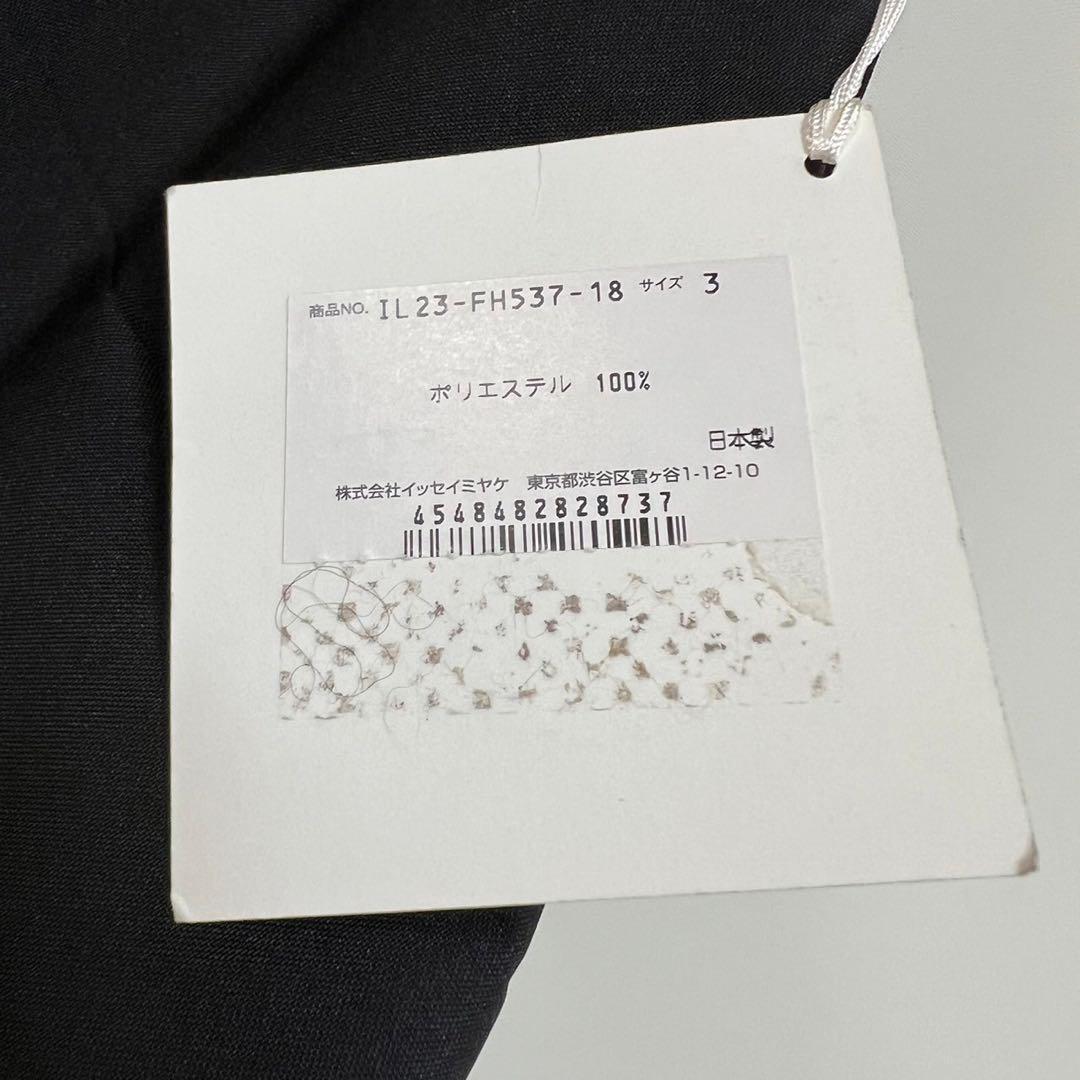 商品NO. IL23-FH537-18 サイズ 3
ポリエステル 100%
日本製
株式会社イッセイミヤケ 東京都渋谷区富ヶ谷1-12-10
4548482828737